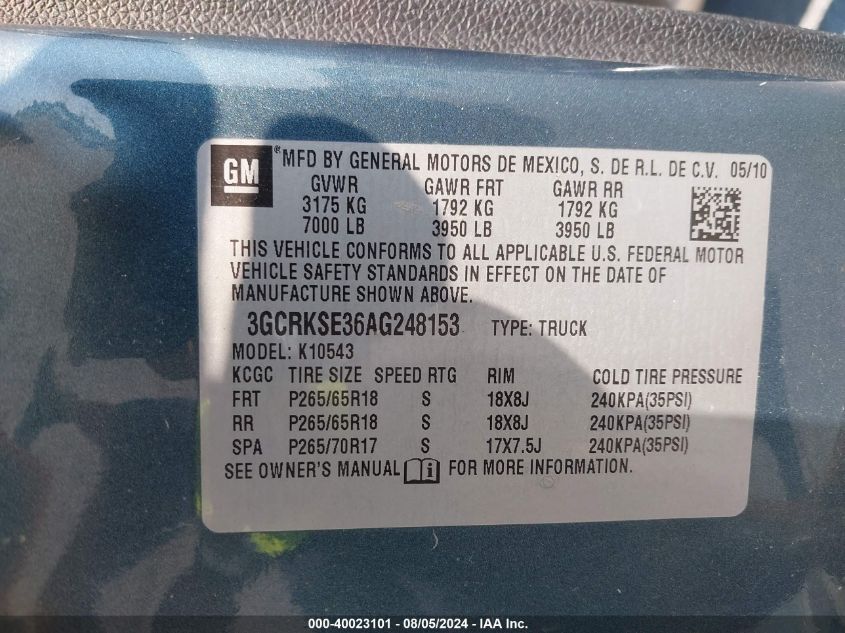 GM ® MFD BY GENERAL MOTORS DE MEXICO, S. DE R.L. DE C.V. 05/10
GVWR GAWR FRT GAWR RR
3175 KG 1792 KG 1792 KG
7000 LB 3950 LB 3950 LB
THIS VEHICLE CONFORMS TO ALL APPLICABLE U.S. FEDERAL MOTOR
VEHICLE SAFETY STANDARDS IN EFFECT ON THE DATE OF
MANUFACTURE SHOWN ABOVE.
3GCRKSE36AG248153 TYPE: TRUCK
MODEL: K10543
KCGC TIRE SIZE SPEED RTG RIM COLD TIRE PRESSURE
FRT P265/65R18 S 18X8J 240KPA(35PSI)
RR P265/65R18 S 18X8J 240KPA(35PSI)
SPA P265/70R17 S 17X7.5J 240KPA(35PSI)
SEE OWNER'S MANUAL FOR MORE INFORMATION.
000-40023101 - 08/05/2024 - IAA Inc.